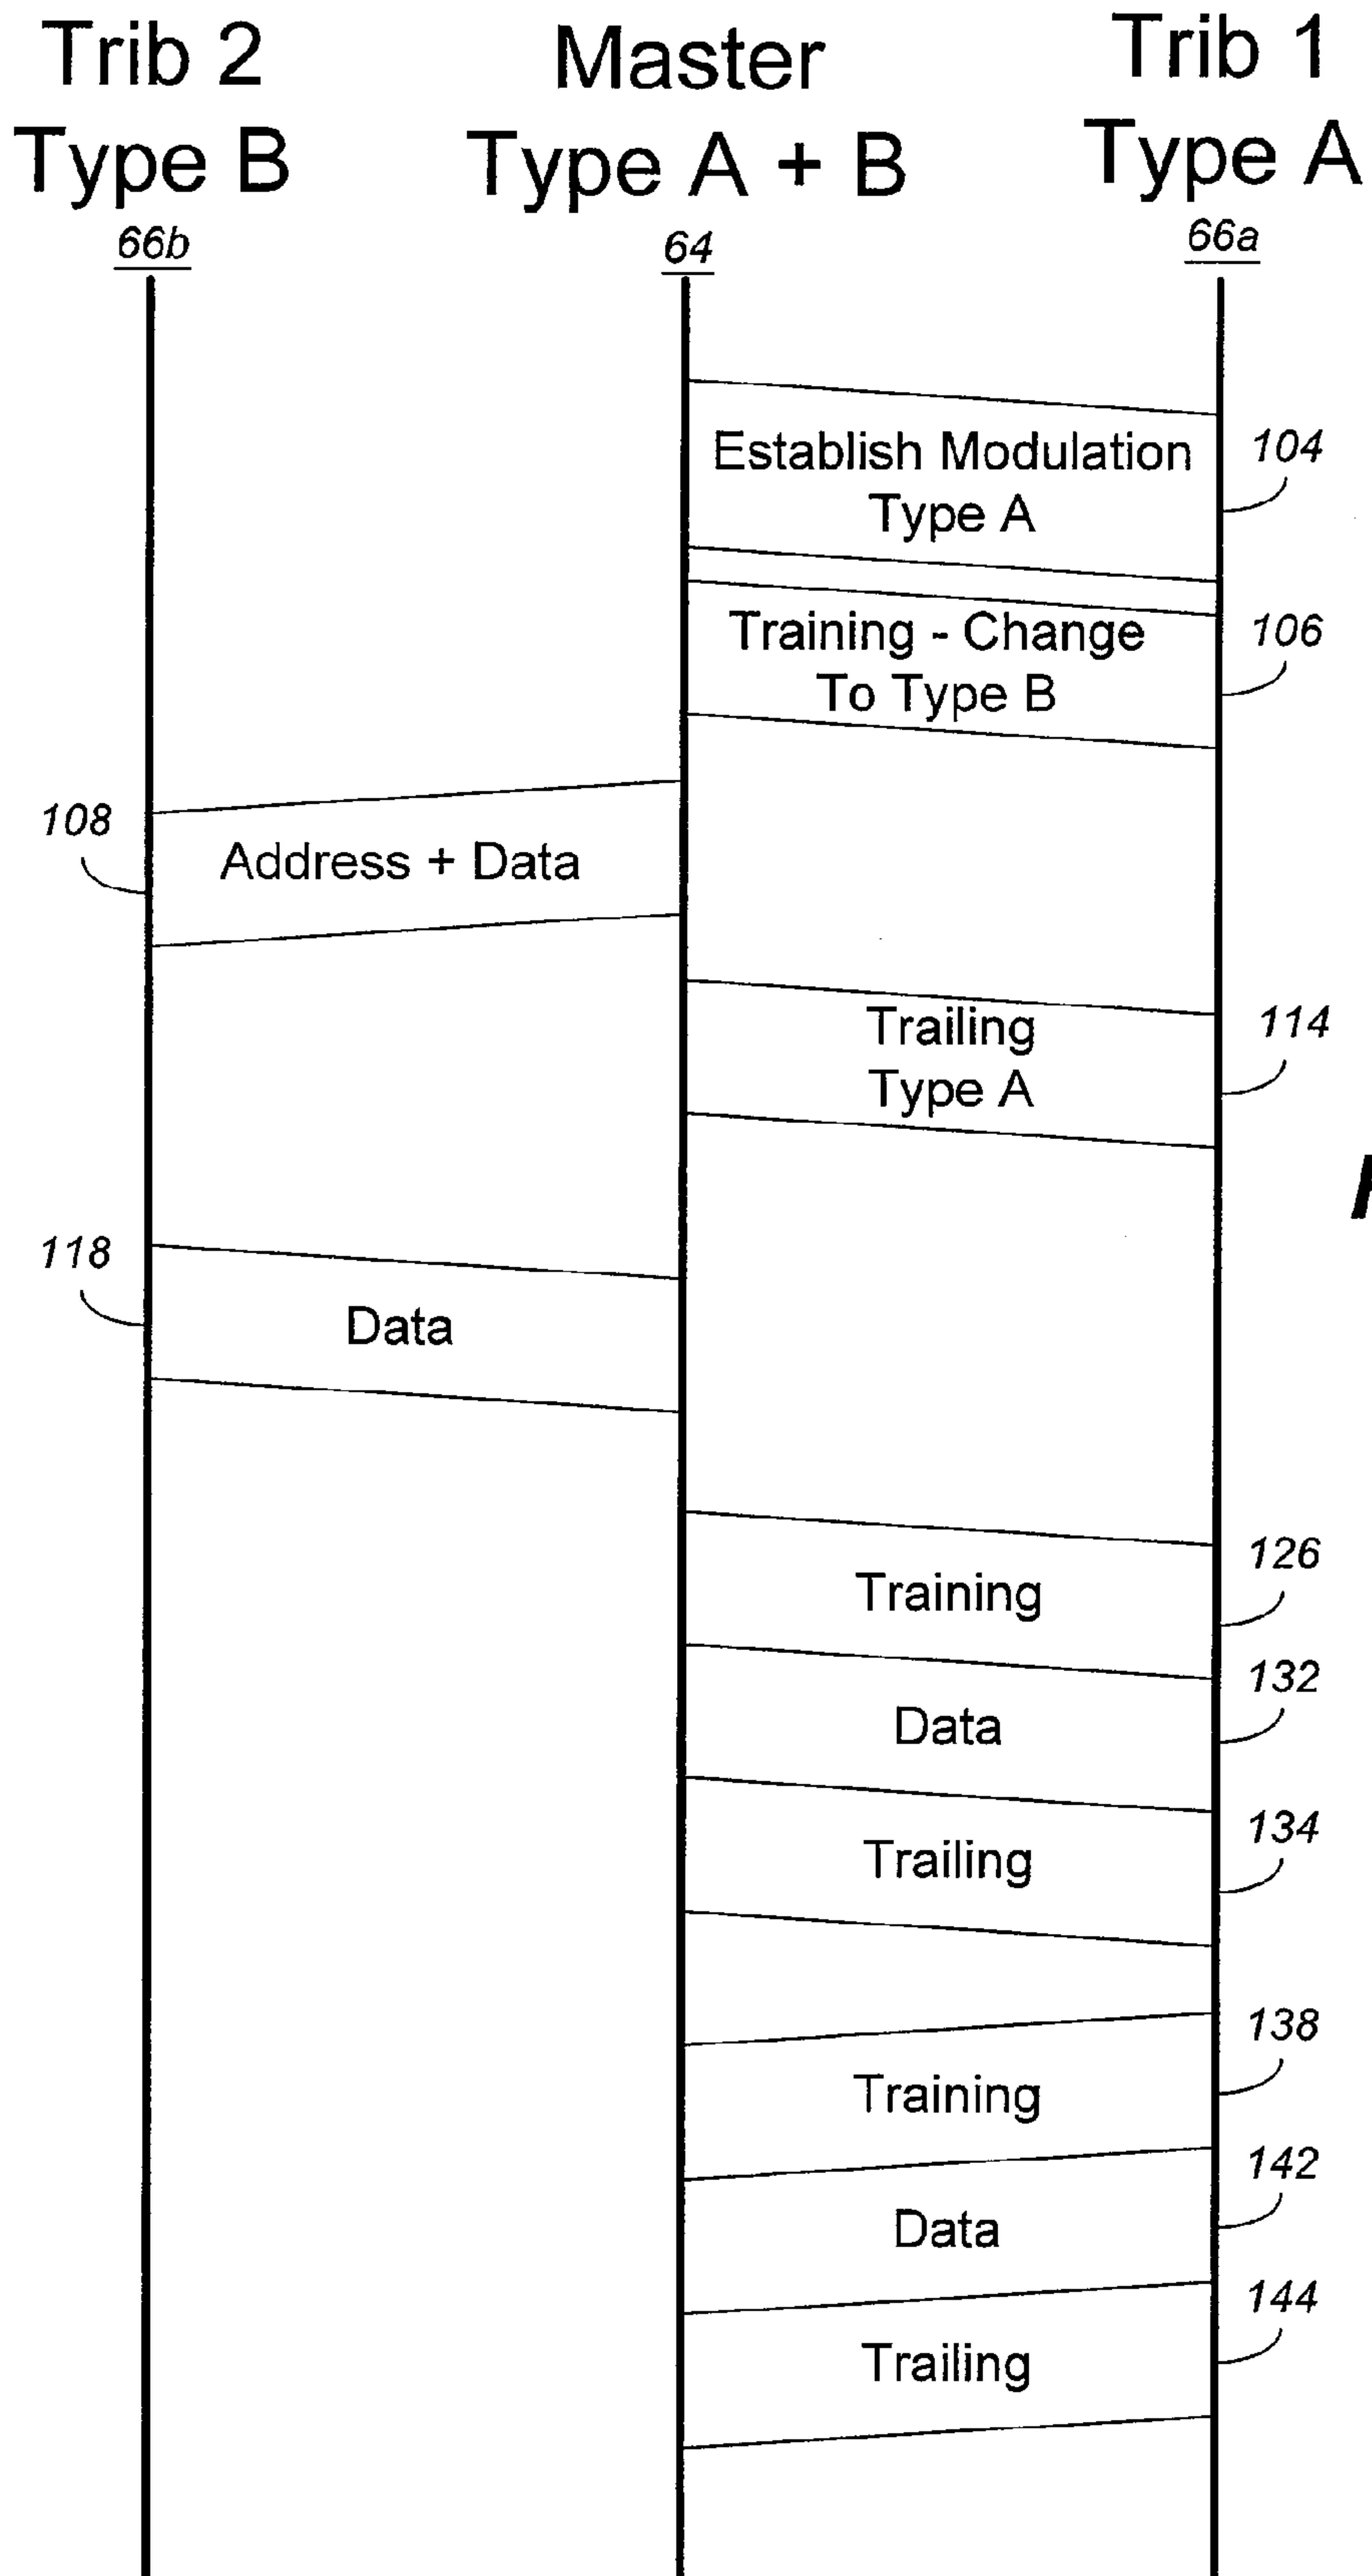 Trib 2
Type B
66b
Master
Type A + B
64
Trib 1
Type A
66a
Establish Modulation
Type A
104
Training - Change
To Type B
106
108
Address + Data
Trailing
Type A
114
118
Data
Training
126
Data
132
Trailing
134
Training
138
Data
142
Trailing
144